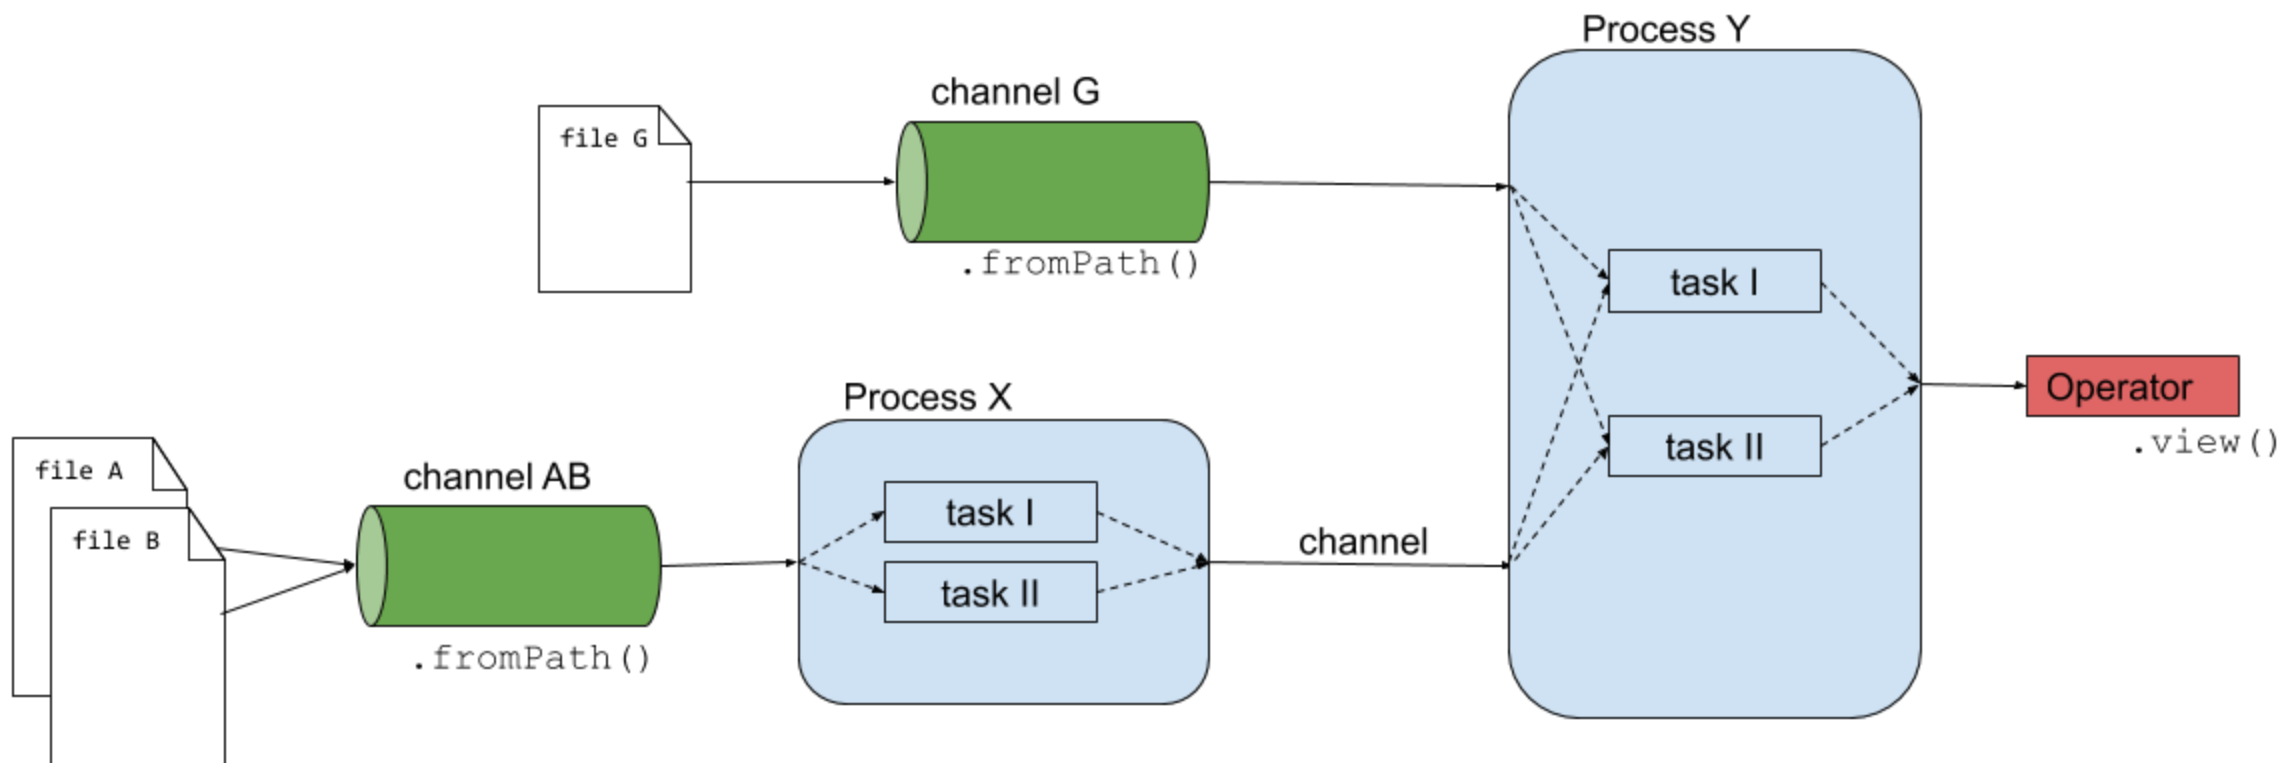 Process Y
channel G
file G
.fromPath()
task I
task II
Operator
.view()
Process X
file A
file B
channel AB
.fromPath()
task I
task II
channel